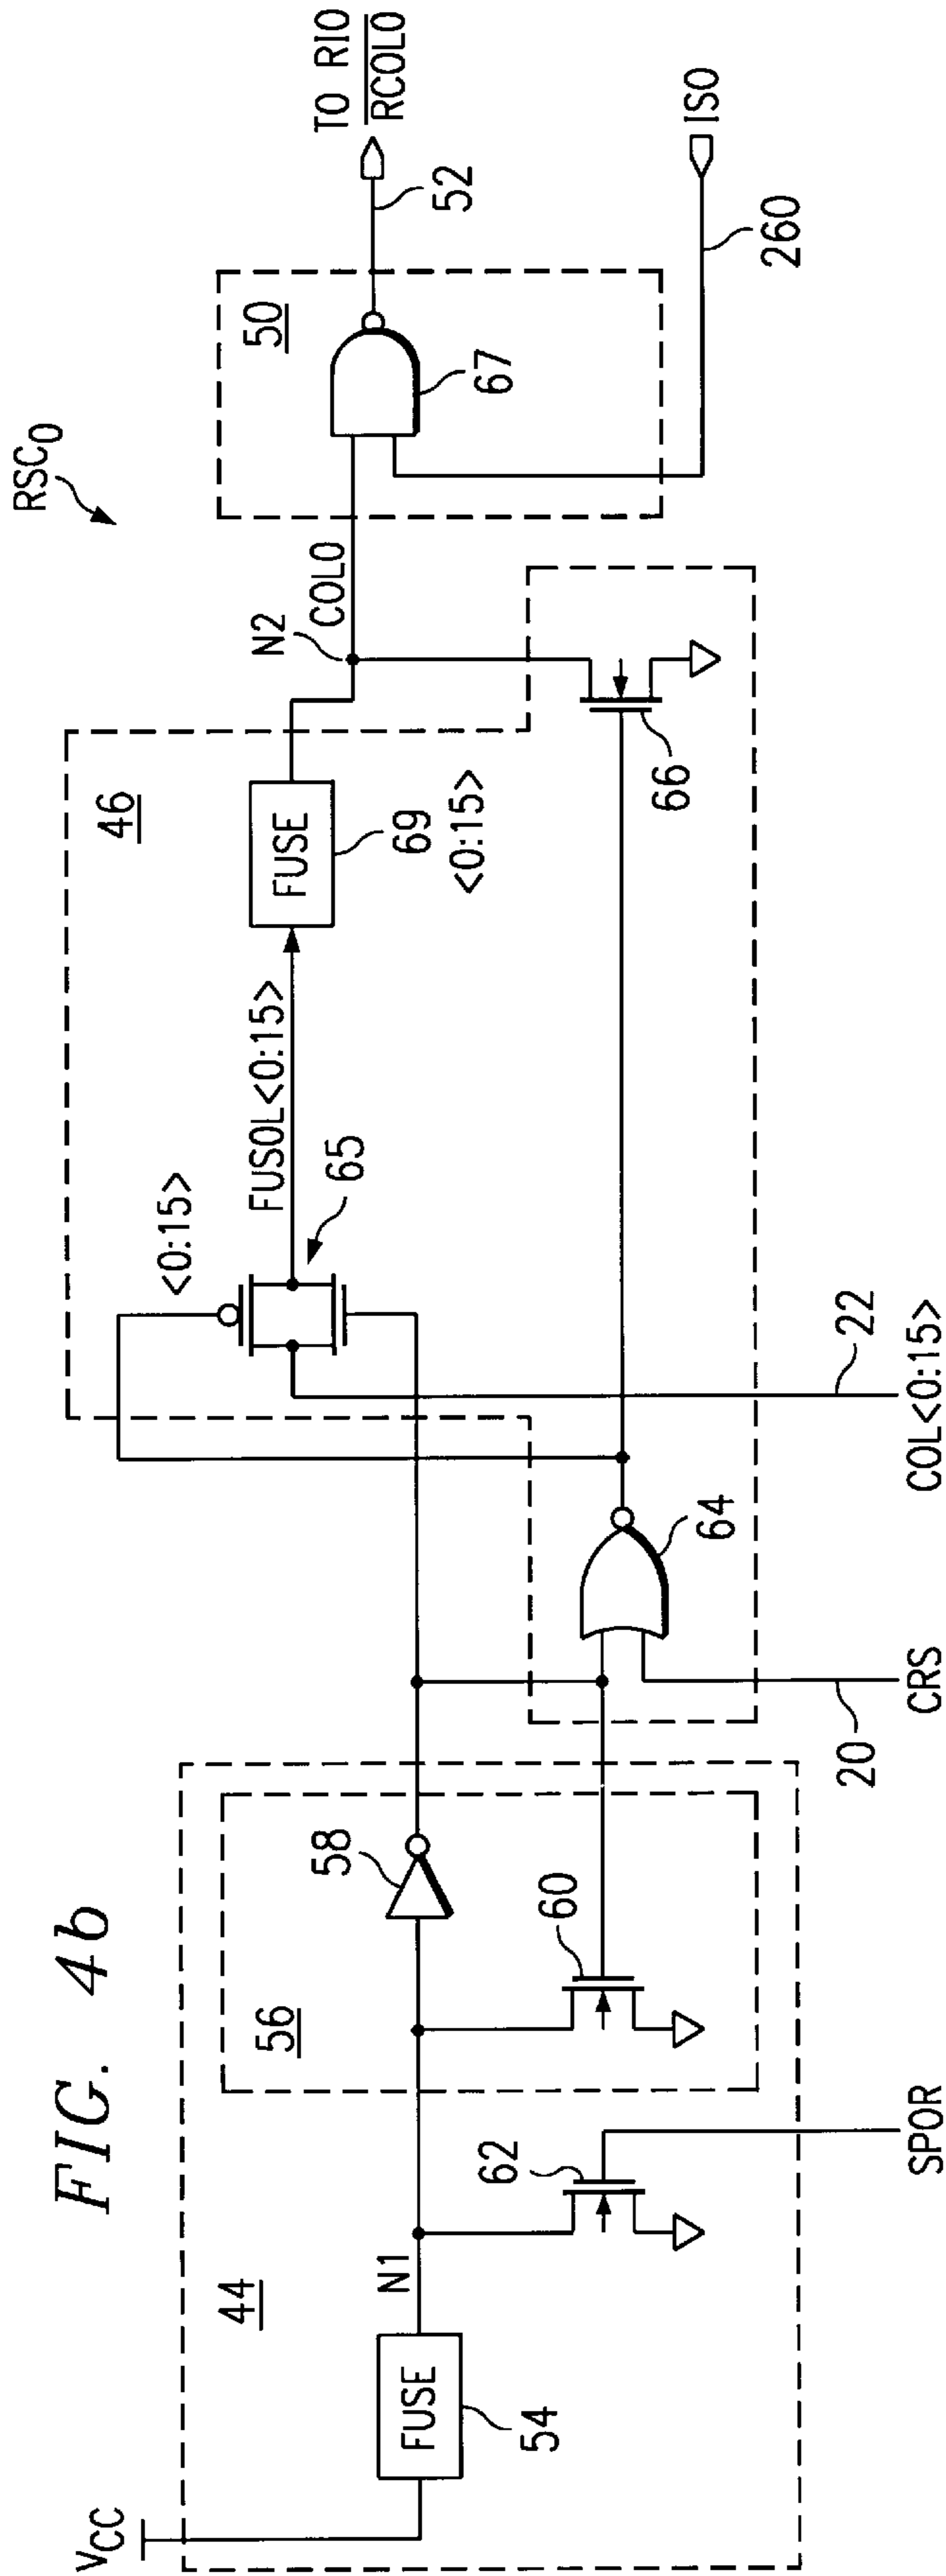 FIG. 4b
RSC0
VCC
44
FUSE
54
N1
62
SPOR
56
58
60
20
CRS
64
46
<0:15>
65
FUSOL<0:15>
FUSE
69
<0:15>
22
COL<0:15>
66
N2
COLO
50
67
52
TO RIO
RCOLO
ISO
260